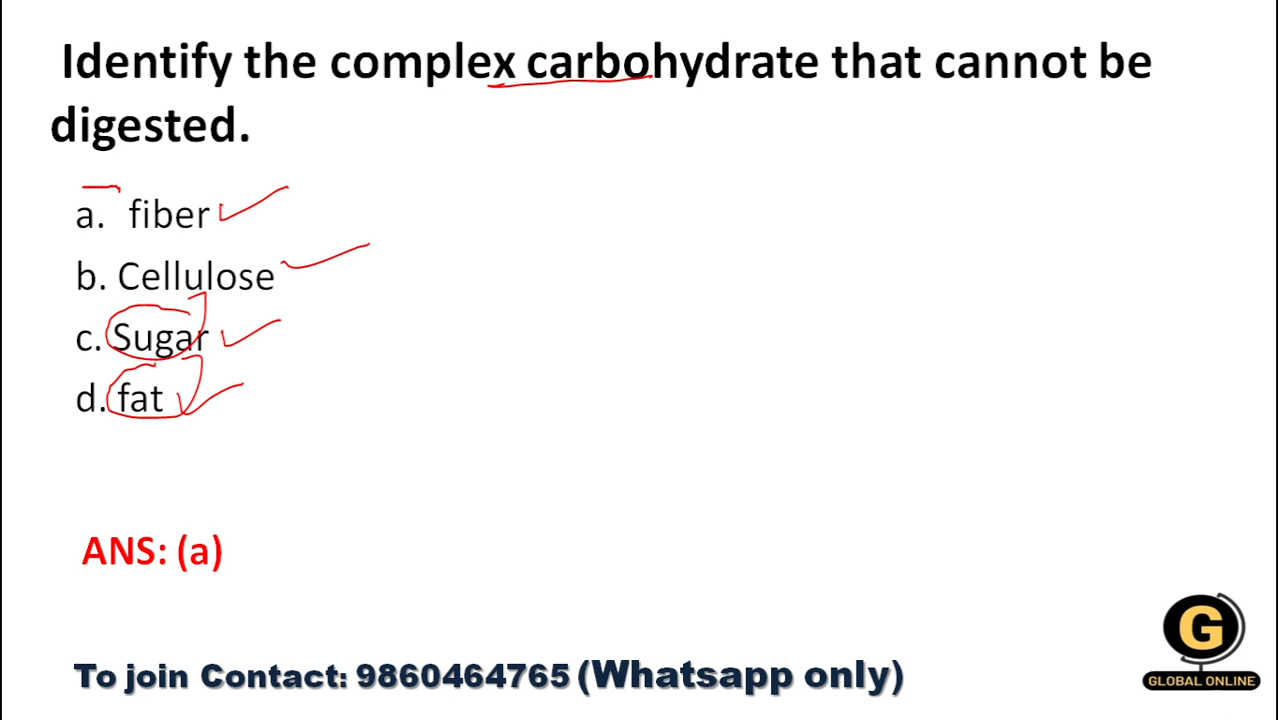 Identify the complex carbohydrate that cannot be
digested.
a. fiber
b. Cellulose
c. Sugar
d. fat
ANS: (a)
To join Contact: 9860464765 (Whatsapp only)
G
GLOBAL ONLINE